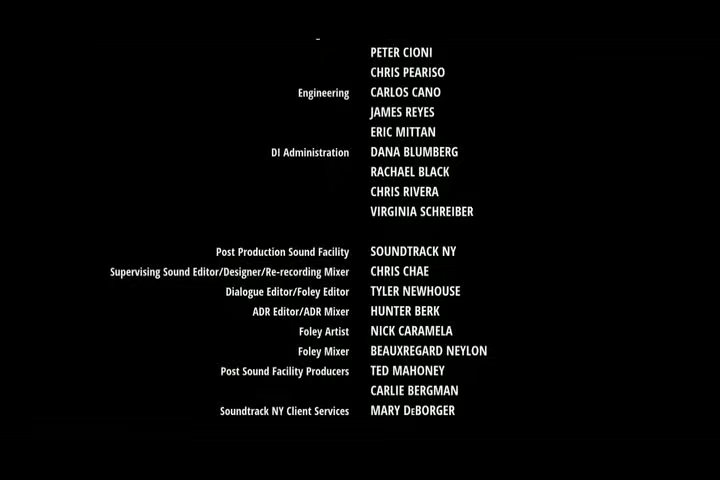 PETER CIONI
CHRIS PEARISO
Engineering CARLOS CANO
JAMES REYES
ERIC MITTAN
DI Administration DANA BLUMBERG
RACHAEL BLACK
CHRIS RIVERA
VIRGINIA SCHREIBER
Post Production Sound Facility SOUNDTRACK NY
Supervising Sound Editor/Designer/Re-recording Mixer CHRIS CHAE
Dialogue Editor/Foley Editor TYLER NEWHOUSE
ADR Editor/ADR Mixer HUNTER BERK
Foley Artist NICK CARAMELA
Foley Mixer BEAUXREGARD NEYLON
Post Sound Facility Producers TED MAHONEY
CARLIE BERGMAN
Soundtrack NY Client Services MARY DEBORGER